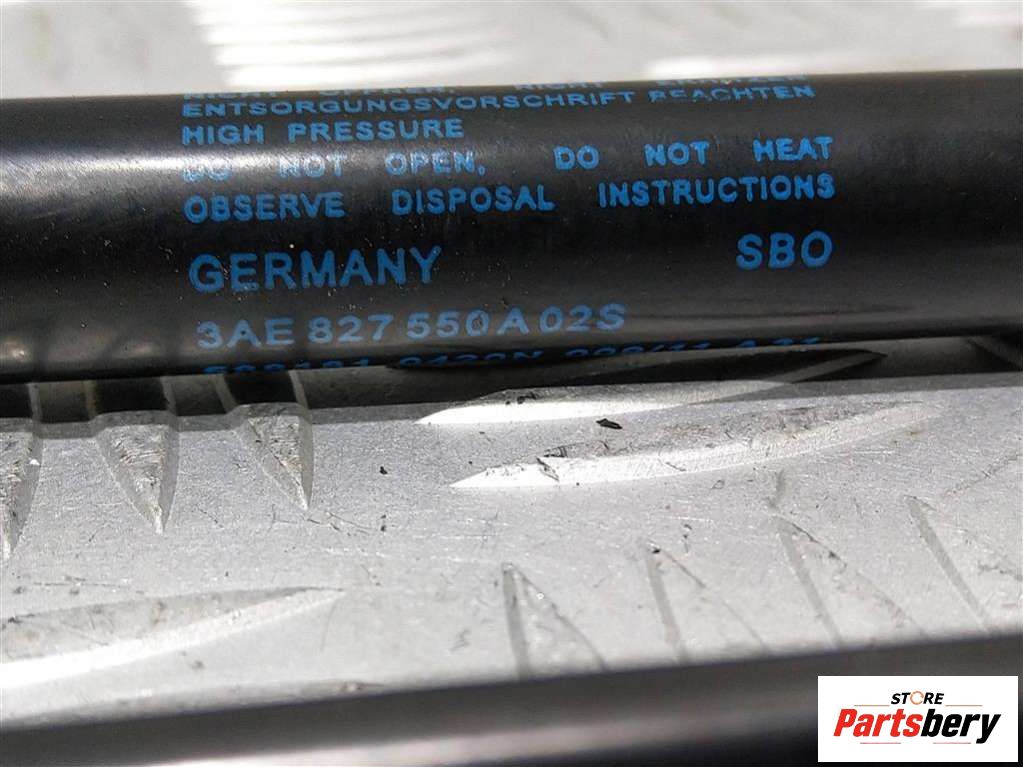 ENTSORGUNGSVORSCHRIFT BEACHTEN
HIGH PRESSURE
DO NOT OPEN, DO NOT HEAT
OBSERVE DISPOSAL INSTRUCTIONS
GERMANY SBO
3AE 827 550 A 02S
STORE
Partsbery